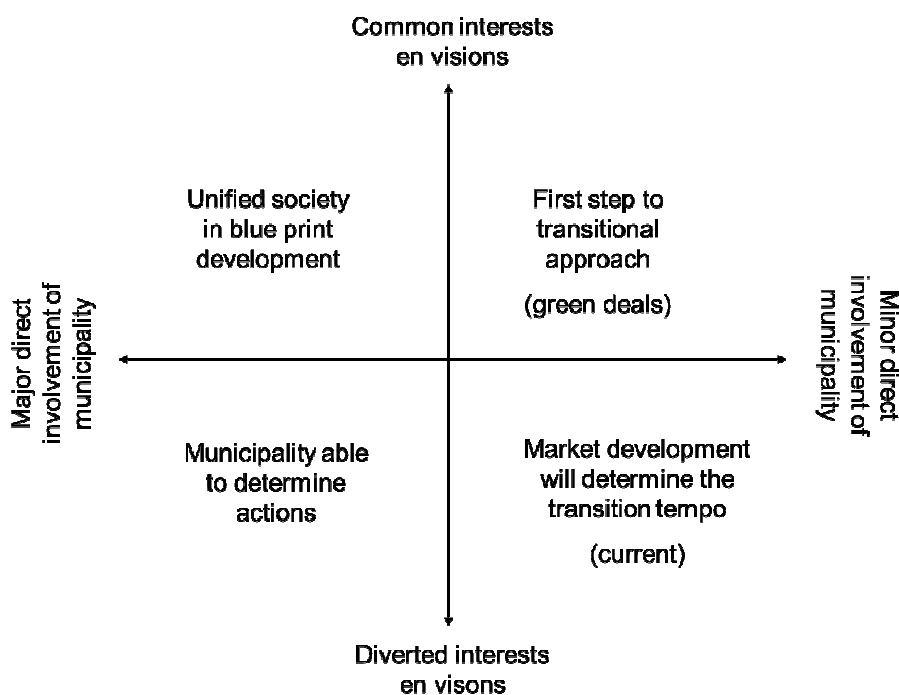 Common interests
en visions
Unified society
in blue print
development
First step to
transitional
approach
(green deals)
Major direct
involvement of
municipality
Minor direct
involvement of
municipality
Municipality able
to determine
actions
Market development
will determine the
transition tempo
(current)
Diverted interests
en visons